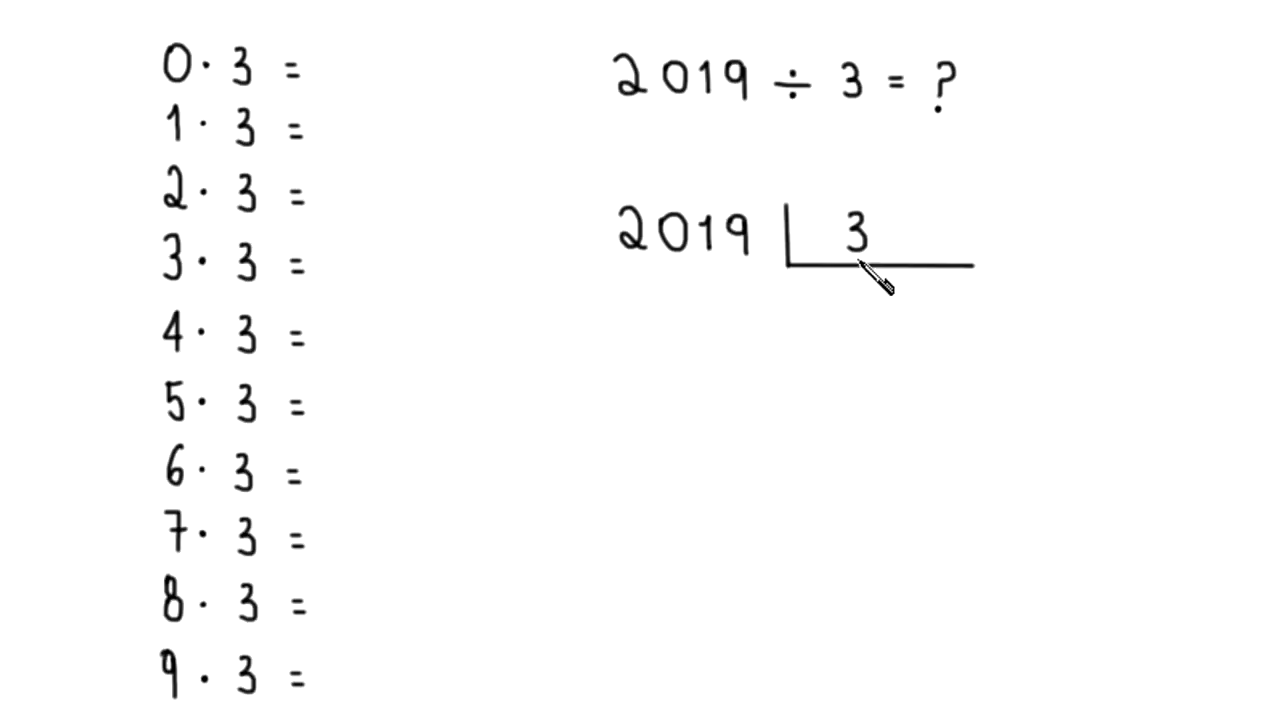 0 · 3 =
1 · 3 =
2 · 3 =
3 · 3 =
4 · 3 =
5 · 3 =
6 · 3 =
7 · 3 =
8 · 3 =
9 · 3 =
2019 ÷ 3 = ?
2019 3